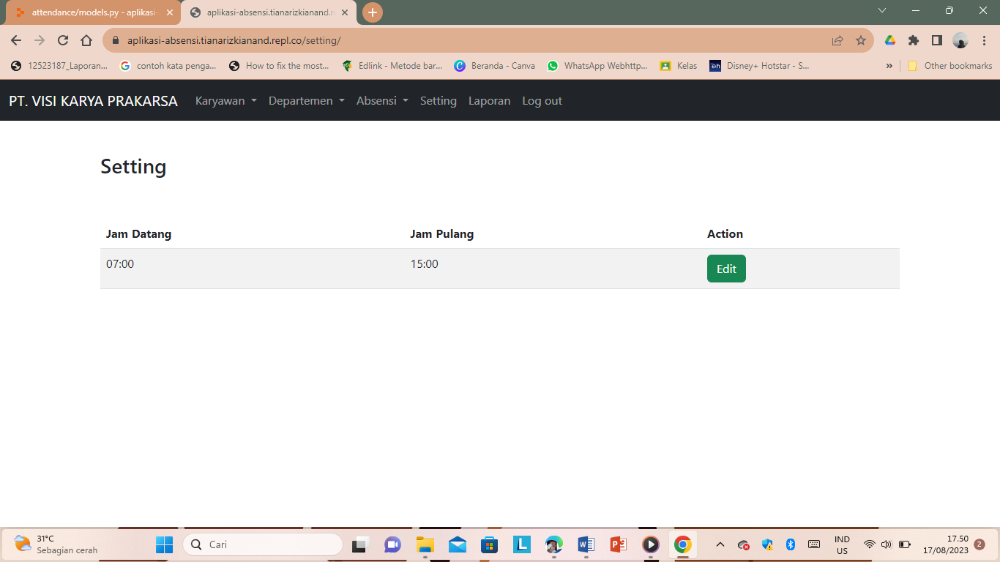 attendance/models.py - aplikasi-
aplikasi-absensi.tianarizkianand.r
aplikasi-absensi.tianarizkianand.repl.co/setting/
12523187_Laporan... contoh kata penga... How to fix the most... Edlink - Metode bar... Beranda - Canva WhatsApp Webhttp... Kelas Disney+ Hotstar - S... » Other bookmarks
PT. VISI KARYA PRAKARSA Karyawan Departemen Absensi Setting Laporan Log out
Setting
Jam Datang Jam Pulang Action
07:00 15:00 Edit
31°C
Sebagian cerah
Cari
IND
US
17.50
17/08/2023
2